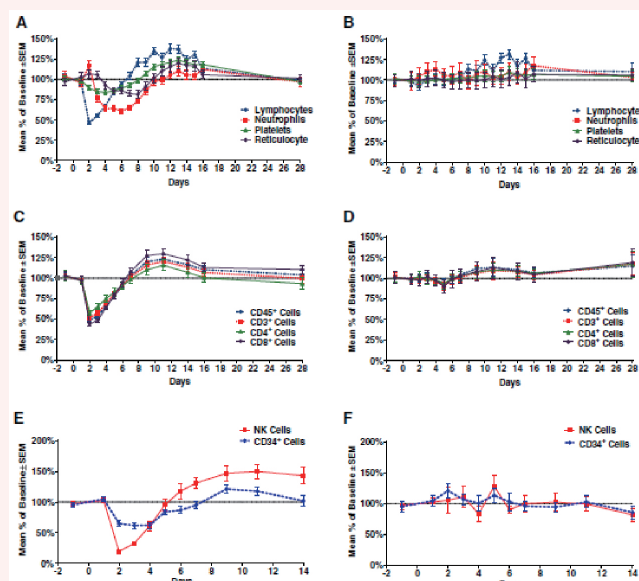 A
Mean % of Baseline ±SEM
150%
125%
100%
75%
50%
25%
0%
Lymphocytes
Neutrophils
Platelets
Reticulocyte
-2 0 2 4 6 8 10 12 14 16 18 20 22 24 26 28
Days
B
Mean % of Baseline ±SEM
150%
125%
100%
75%
50%
25%
0%
Lymphocytes
Neutrophils
Platelets
Reticulocyte
-2 0 2 4 6 8 10 12 14 16 18 20 22 24 26 28
Days
C
Mean % of Baseline ±SEM
150%
125%
100%
75%
50%
25%
0%
CD45+ Cells
CD3+ Cells
CD4+ Cells
CD8+ Cells
-2 0 2 4 6 8 10 12 14 16 18 20 22 24 26 28
Days
D
Mean % of Baseline ±SEM
150%
125%
100%
75%
50%
25%
0%
CD45+ Cells
CD3+ Cells
CD4+ Cells
CD8+ Cells
-2 0 2 4 6 8 10 12 14 16 18 20 22 24 26 28
Days
E
NK Cells
CD34+ Cells
Mean % of Baseline ±SEM
200%
150%
100%
50%
0%
-2 0 2 4 6 8 10 12 14
Days
F
NK Cells
CD34+ Cells
Mean % of Baseline ±SEM
200%
150%
100%
50%
0%
-2 0 2 4 6 8 10 12 14